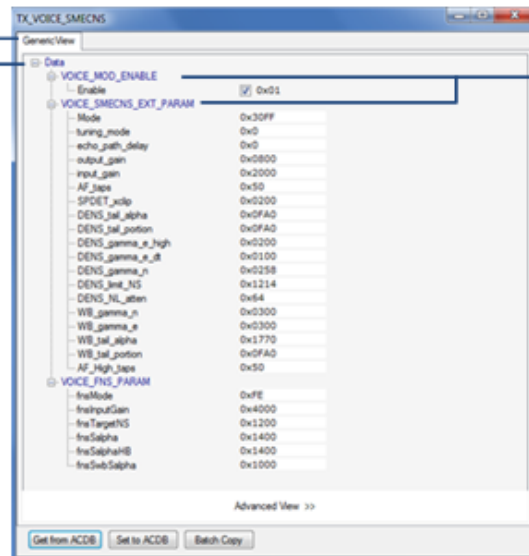 TX_VOICE_SMECNS
GenericView
Data
VOICE_MOD_ENABLE
Enable 0x01
VOICE_SMECNS_EXT_PARAM
Mode 0x30FF
tuning_mode 0x0
echo_path_delay 0x0
output_gain 0x0800
input_gain 0x2000
AF_taps 0x50
SPDET_xclip 0x0200
DENS_tail_alpha 0x0FA0
DENS_tail_portion 0x0FA0
DENS_gamma_e_high 0x0200
DENS_gamma_e_dt 0x0100
DENS_gamma_n 0x0258
DENS_limit_NS 0x1214
DENS_NL_atten 0x64
WB_gamma_n 0x0300
WB_gamma_e 0x0300
WB_tail_alpha 0x1770
WB_tail_portion 0x0FA0
AF_High_taps 0x50
VOICE_FNS_PARAM
fnsMode 0xFE
fnsInputGain 0x4000
fnsTargetNS 0x1200
fnsSalpha 0x1400
fnsSalphaHB 0x1400
fnsSwbSalpha 0x1000
Advanced View >>
Get from ACDB Set to ACDB Batch Copy